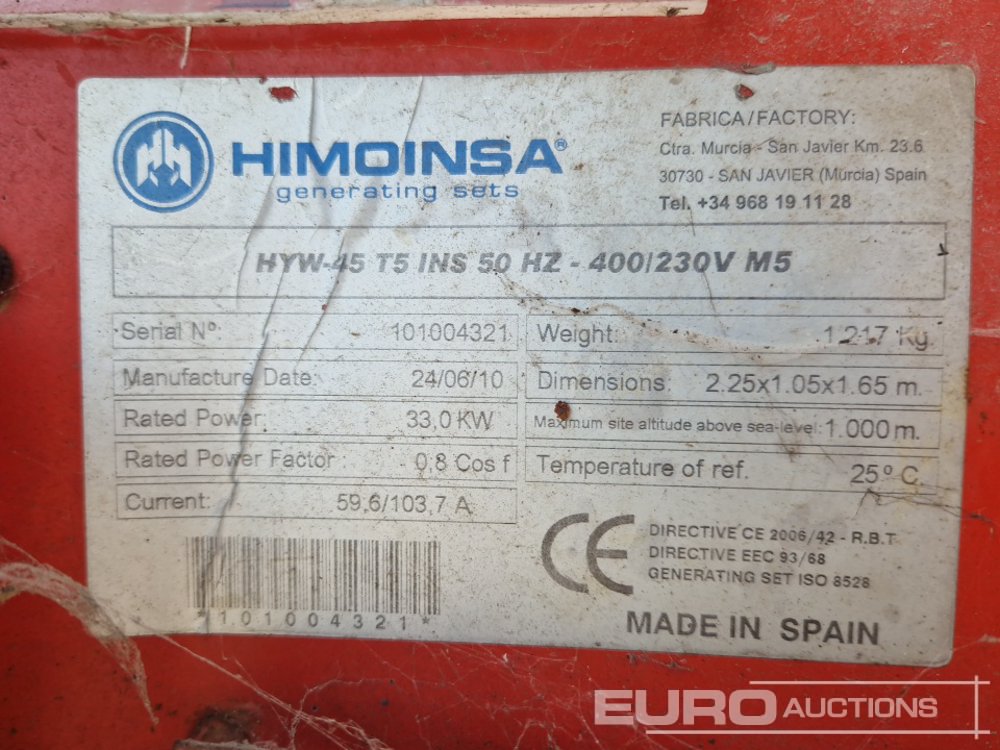 HIMOINSA®
generating sets
FABRICA/FACTORY:
Ctra. Murcia - San Javier Km. 23.6
30730 - SAN JAVIER (Murcia) Spain
Tel. +34 968 19 11 28
HYW-45 T5 INS 50 HZ - 400/230V M5
Serial Nº: 101004321
Manufacture Date: 24/06/10
Rated Power: 33,0 KW
Rated Power Factor : 0,8 Cos f
Current: 59,6/103,7 A
Weight: 1.217 Kg.
Dimensions: 2.25x1.05x1.65 m.
Maximum site altitude above sea-level: 1.000 m.
Temperature of ref. 25º C.
*101004321*
CE
DIRECTIVE CE 2006/42 - R.B.T
DIRECTIVE EEC 93/68
GENERATING SET ISO 8528
MADE IN SPAIN
EURO AUCTIONS